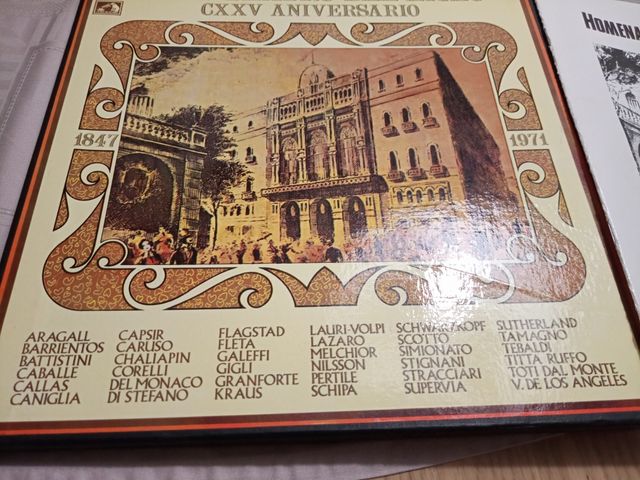 CXXV ANIVERSARIO
1847
1971
HOMENA
ARAGALL
BARRIENTOS
BATTISTINI
CABALLE
CALLAS
CANIGLIA
CAPSIR
CARUSO
CHALIAPIN
CORELLI
DEL MONACO
DI STEFANO
FLAGSTAD
FLETA
GALEFFI
GIGLI
GRANFORTE
KRAUS
LAURI-VOLPI
LAZARO
MELCHIOR
NILSSON
PERTILE
SCHIPA
SCHWARZKOPF
SCOTTO
SIMIONATO
STIGNANI
STRACCIARI
SUPERVIA
SUTHERLAND
TAMAGNO
TEBALDI
TITTA RUFFO
TOTI DAL MONTE
V. DE LOS ANGELES